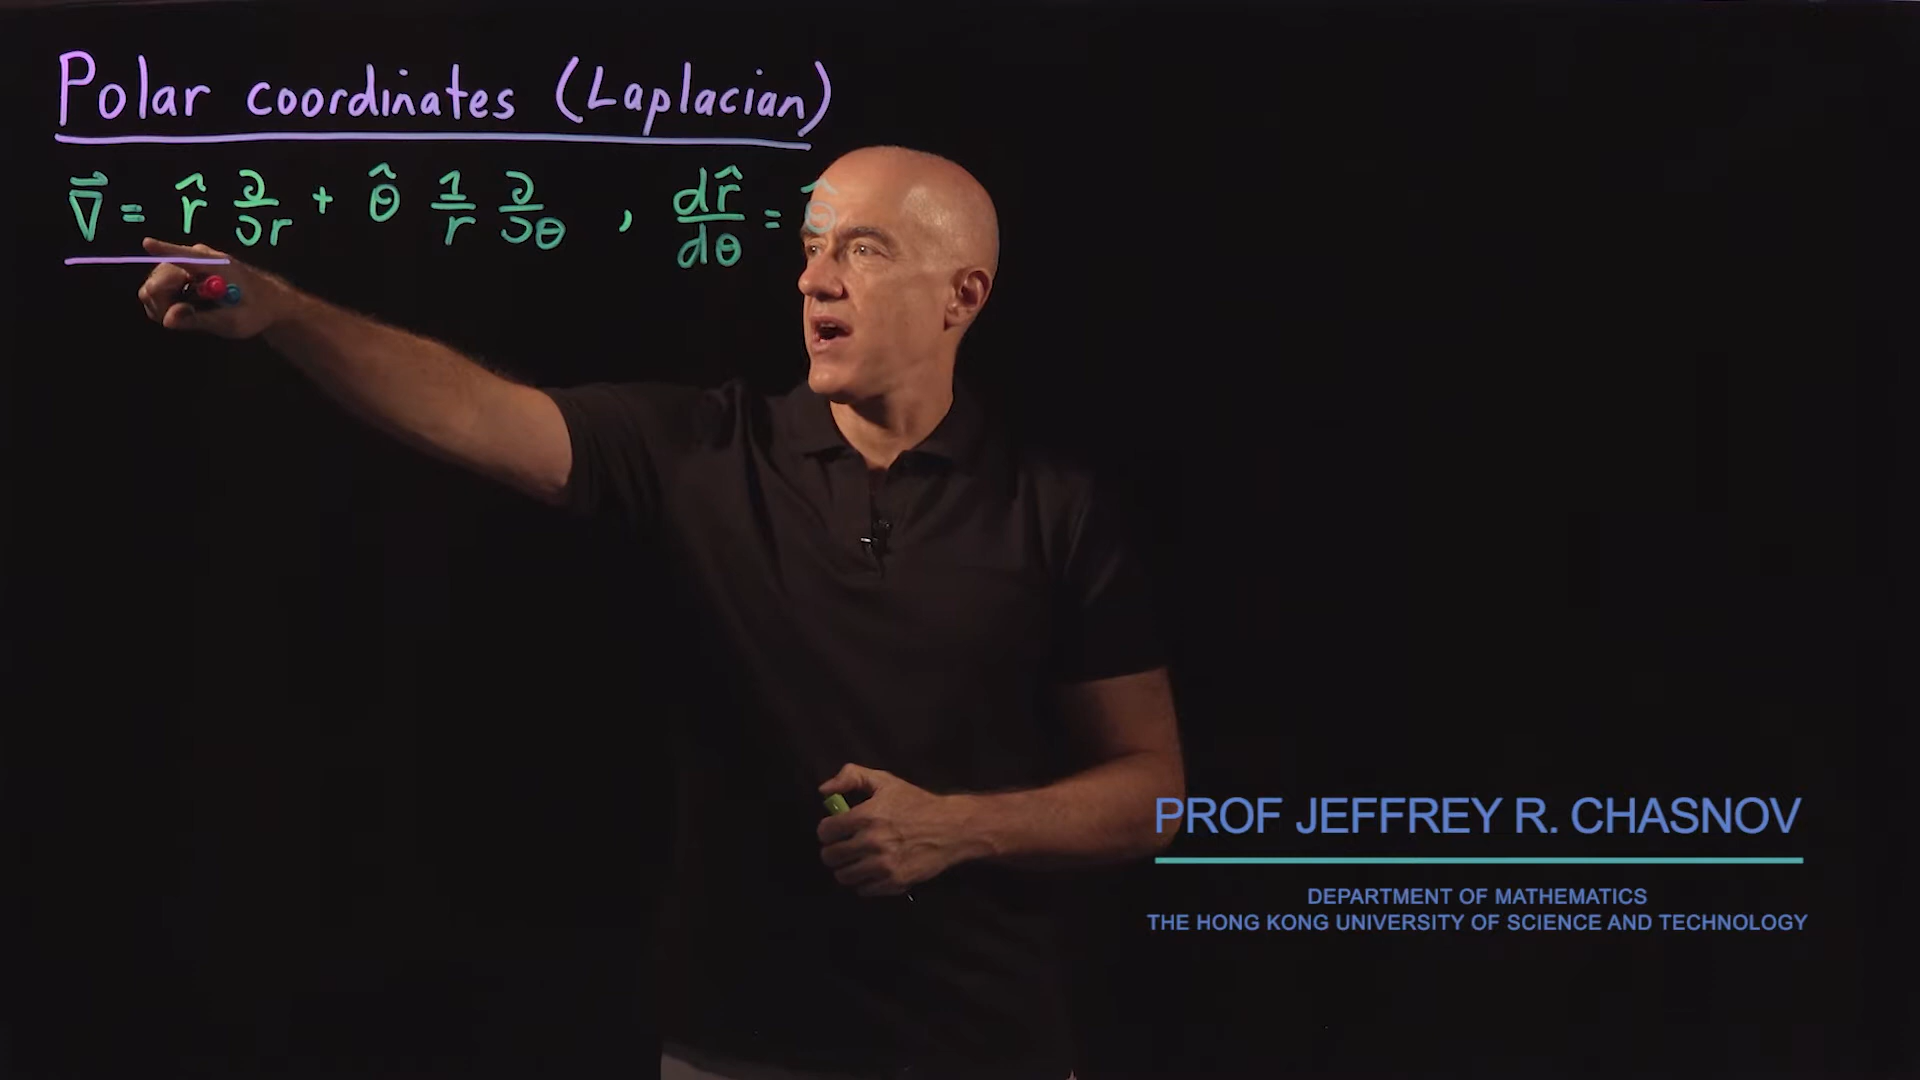 Polar coordinates (Laplacian)
∇⃗ = r̂ ∂/∂r + θ̂ 1/r ∂/∂θ , dr̂/dθ = θ̂
PROF JEFFREY R. CHASNOV
DEPARTMENT OF MATHEMATICS
THE HONG KONG UNIVERSITY OF SCIENCE AND TECHNOLOGY